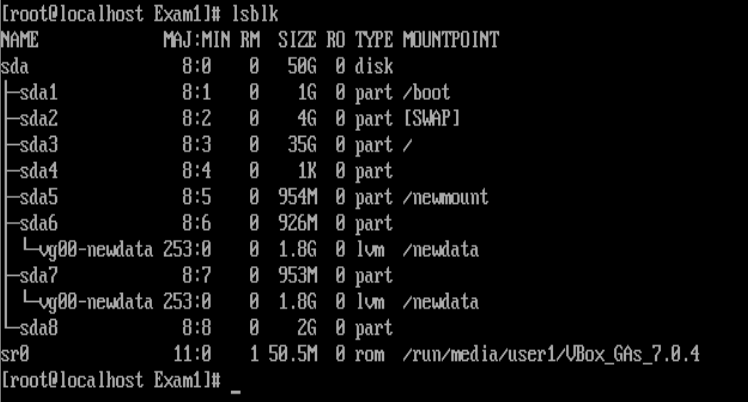 [root@localhost Exam1]# lsblk
NAME             MAJ:MIN RM  SIZE RO TYPE MOUNTPOINT
sda                8:0    0   50G  0 disk
├─sda1             8:1    0    1G  0 part /boot
├─sda2             8:2    0    4G  0 part [SWAP]
├─sda3             8:3    0   35G  0 part /
├─sda4             8:4    0    1K  0 part
├─sda5             8:5    0  954M  0 part /newmount
├─sda6             8:6    0  926M  0 part
│ └─vg00-newdata 253:0    0  1.8G  0 lvm  /newdata
├─sda7             8:7    0  953M  0 part
│ └─vg00-newdata 253:0    0  1.8G  0 lvm  /newdata
└─sda8             8:8    0    2G  0 part
sr0               11:0    1 50.5M  0 rom  /run/media/user1/VBox_GAs_7.0.4
[root@localhost Exam1]# _